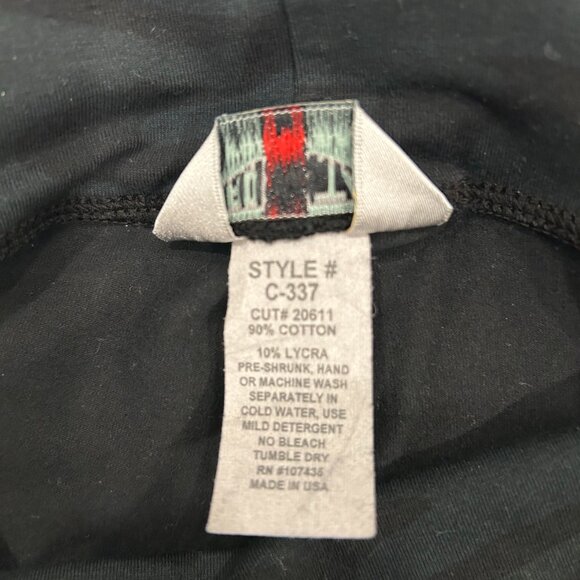 STYLE #
C-337
CUT# 20611
90% COTTON
10% LYCRA
PRE-SHRUNK, HAND
OR MACHINE WASH
SEPARATELY IN
COLD WATER, USE
MILD DETERGENT
NO BLEACH
TUMBLE DRY
RN #107436
MADE IN USA